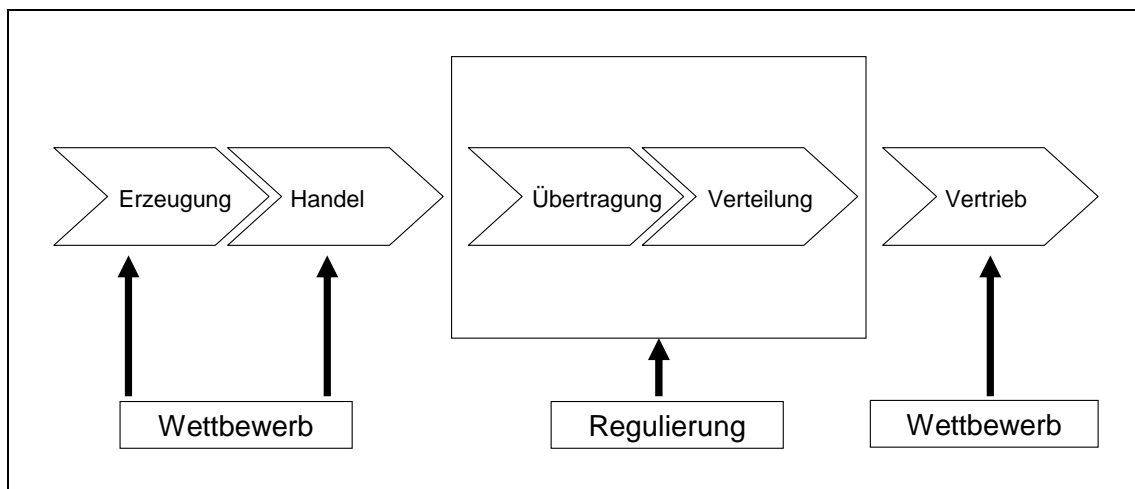 Erzeugung
Handel
Übertragung
Verteilung
Vertrieb
Wettbewerb
Regulierung
Wettbewerb